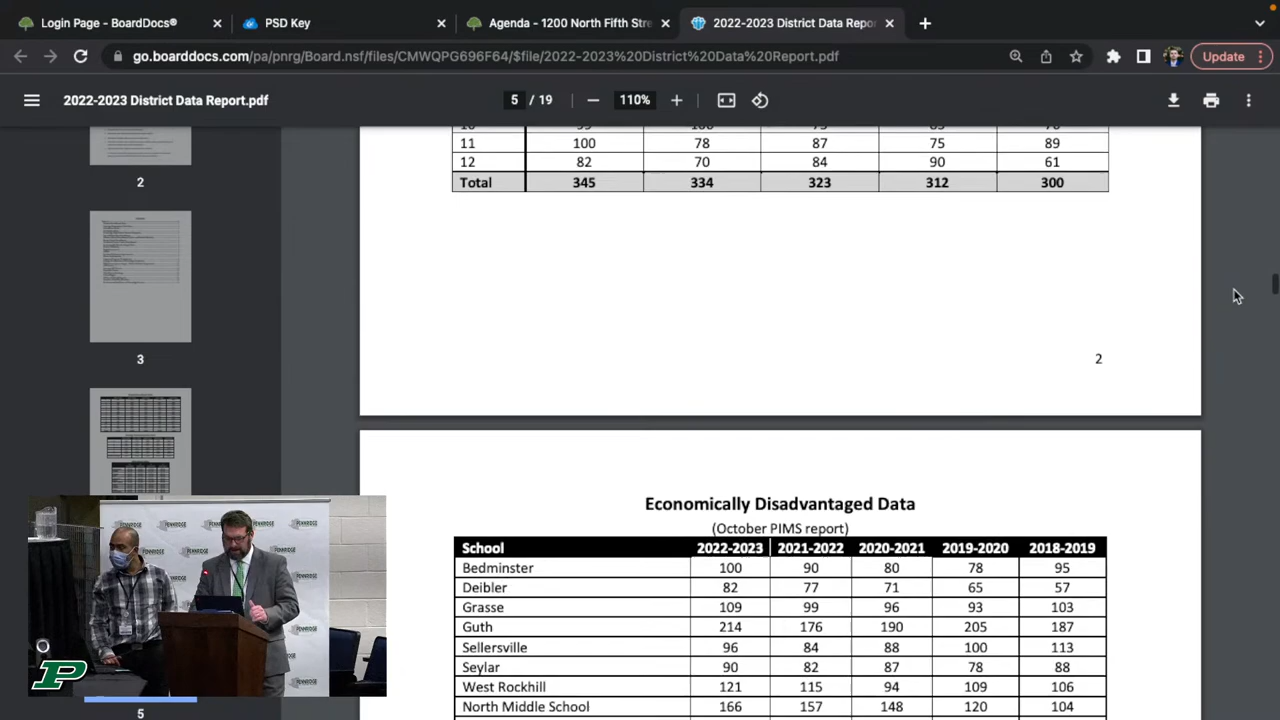 Login Page - BoardDocs®
PSD Key
Agenda - 1200 North Fifth Stre
2022-2023 District Data Repo
go.boarddocs.com/pa/pnrg/Board.nsf/files/CMWQPG696F64/$file/2022-2023%20District%20Data%20Report.pdf
Update
2022-2023 District Data Report.pdf
5 / 19
110%
11 100 78 87 75 89
12 82 70 84 90 61
Total 345 334 323 312 300
2
3
5
2
Economically Disadvantaged Data
(October PIMS report)
School 2022-2023 2021-2022 2020-2021 2019-2020 2018-2019
Bedminster 100 90 80 78 95
Deibler 82 77 71 65 57
Grasse 109 99 96 93 103
Guth 214 176 190 205 187
Sellersville 96 84 88 100 113
Seylar 90 82 87 78 88
West Rockhill 121 115 94 109 106
North Middle School 166 157 148 120 104
PENNRIDGE
P